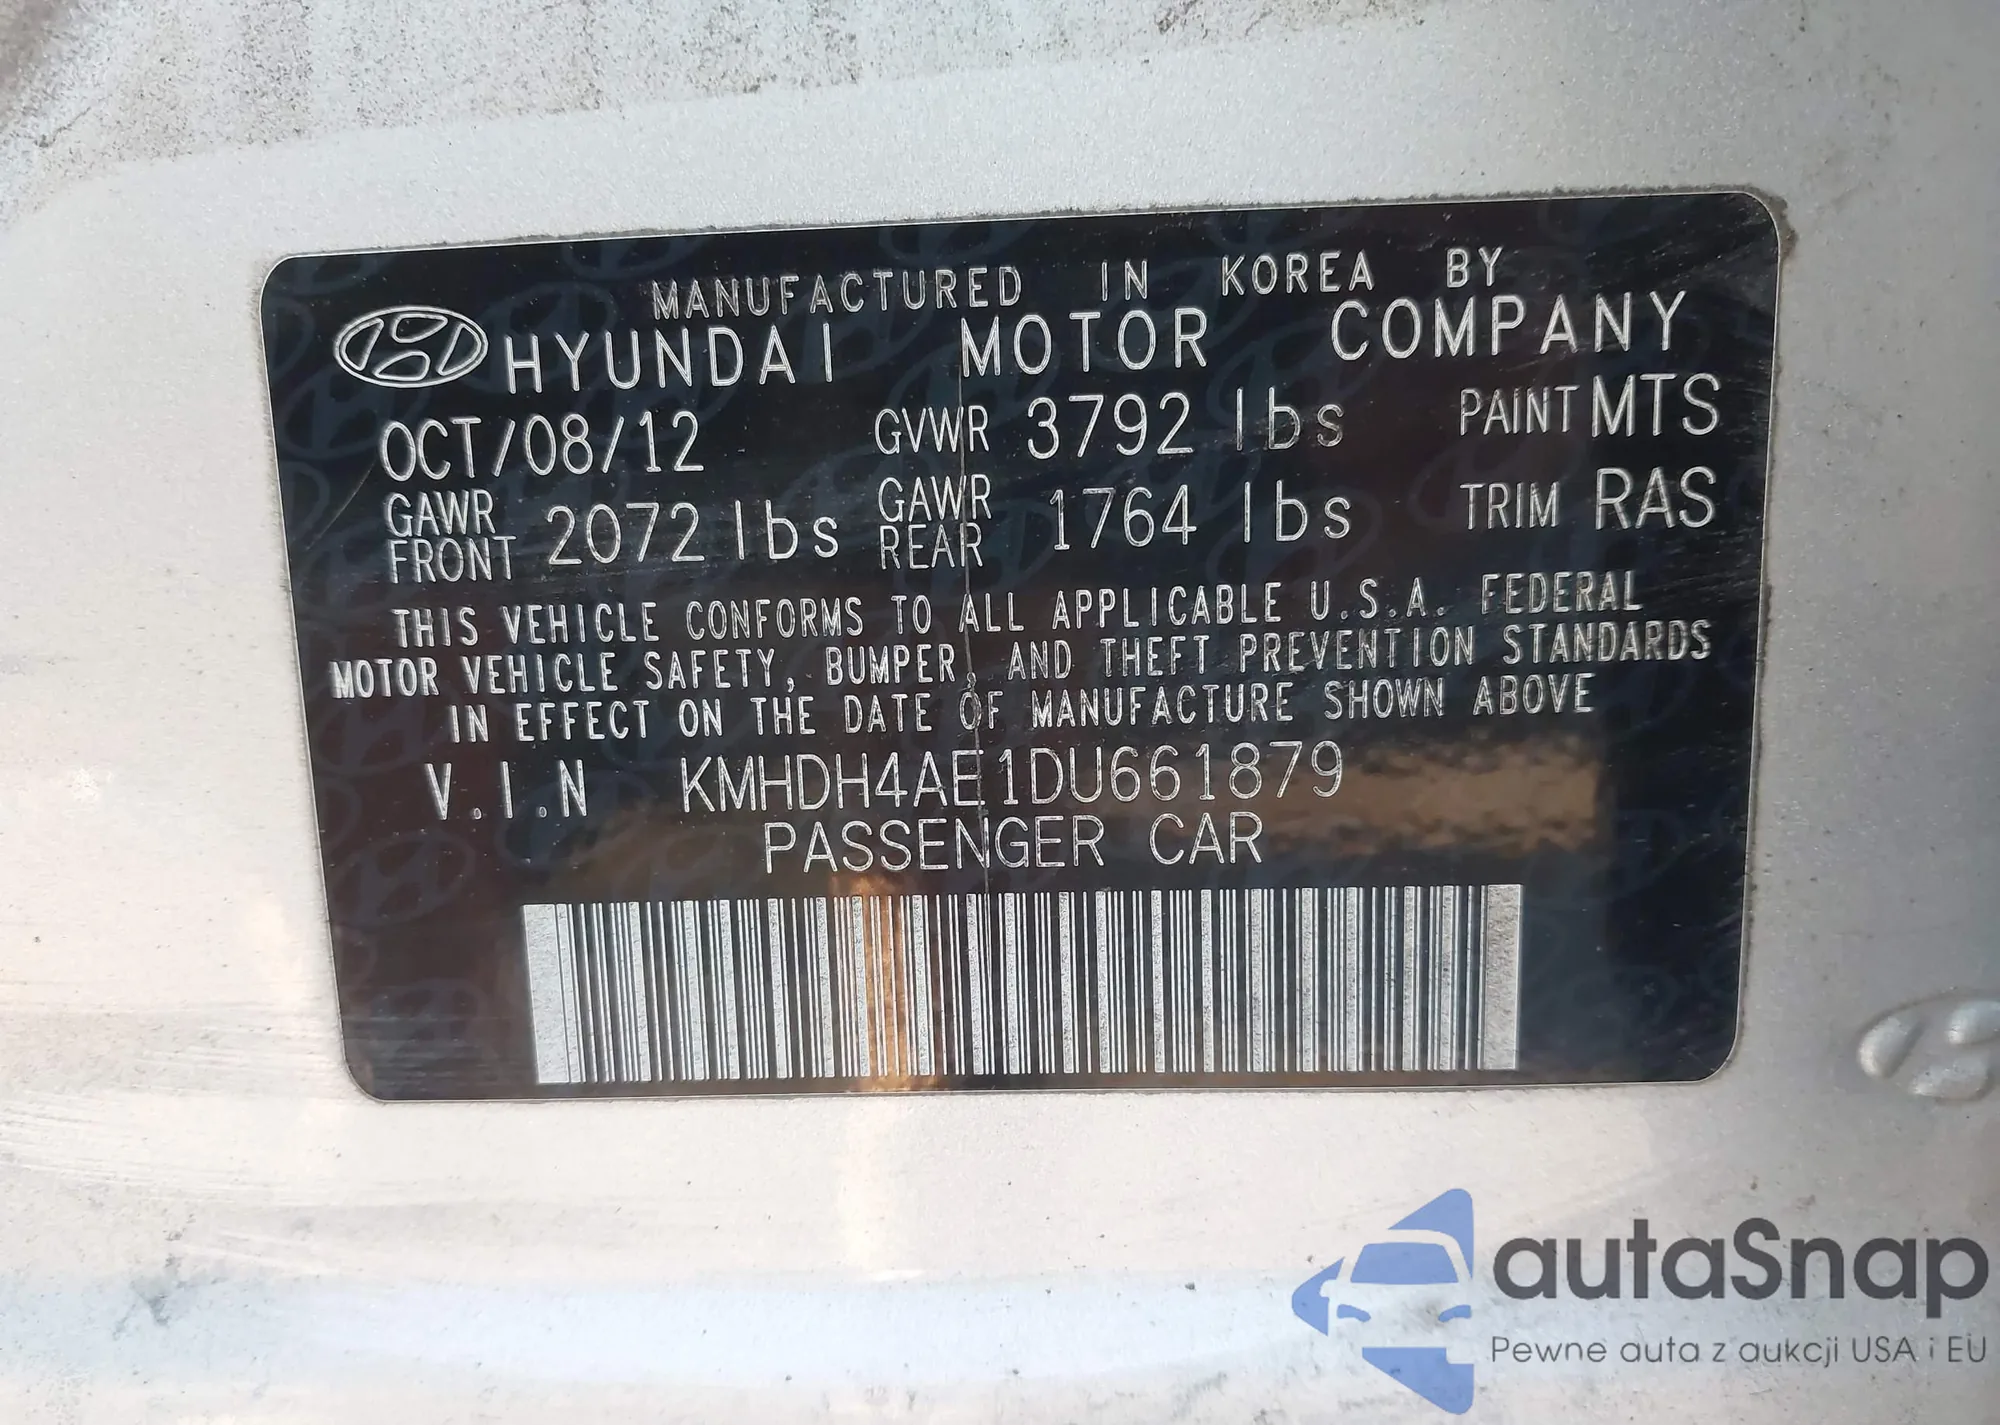 MANUFACTURED IN KOREA BY
HYUNDAI MOTOR COMPANY
OCT/08/12 GVWR 3792 lbs PAINT MTS
GAWR FRONT 2072 lbs GAWR REAR 1764 lbs TRIM RAS
THIS VEHICLE CONFORMS TO ALL APPLICABLE U.S.A. FEDERAL
MOTOR VEHICLE SAFETY, BUMPER, AND THEFT PREVENTION STANDARDS
IN EFFECT ON THE DATE OF MANUFACTURE SHOWN ABOVE
V.I.N KMHDH4AE1DU661879
PASSENGER CAR
autaSnap
Pewne auta z aukcji USA i EU